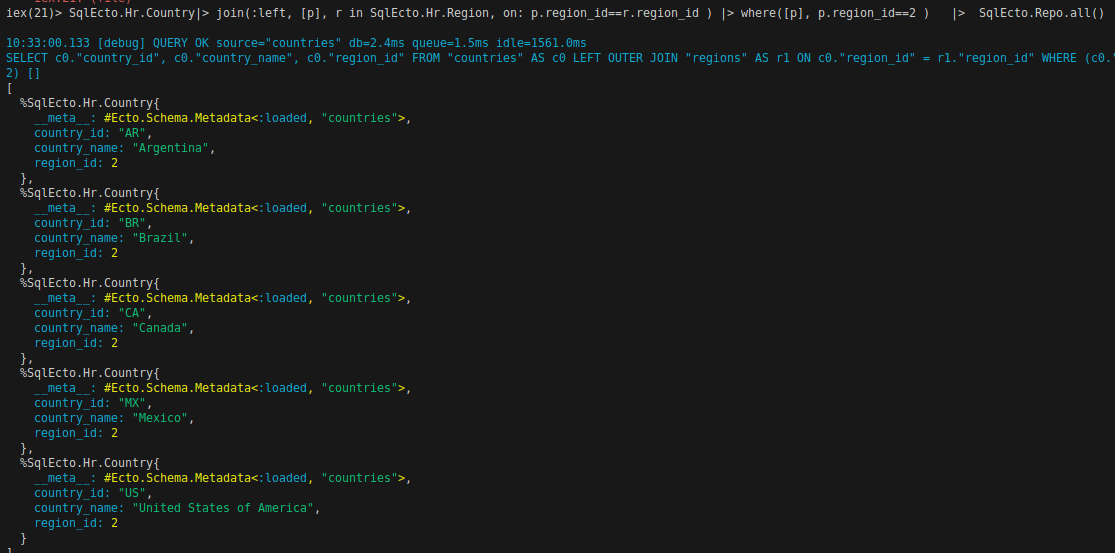 iex(21)> SqlEcto.Hr.Country|> join(:left, [p], r in SqlEcto.Hr.Region, on: p.region_id==r.region_id ) |> where([p], p.region_id==2 )   |>  SqlEcto.Repo.all()
10:33:00.133 [debug] QUERY OK source="countries" db=2.4ms queue=1.5ms idle=1561.0ms
SELECT c0."country_id", c0."country_name", c0."region_id" FROM "countries" AS c0 LEFT OUTER JOIN "regions" AS r1 ON c0."region_id" = r1."region_id" WHERE (c0."
2) []
[
  %SqlEcto.Hr.Country{
    __meta__: #Ecto.Schema.Metadata<:loaded, "countries">,
    country_id: "AR",
    country_name: "Argentina",
    region_id: 2
  },
  %SqlEcto.Hr.Country{
    __meta__: #Ecto.Schema.Metadata<:loaded, "countries">,
    country_id: "BR",
    country_name: "Brazil",
    region_id: 2
  },
  %SqlEcto.Hr.Country{
    __meta__: #Ecto.Schema.Metadata<:loaded, "countries">,
    country_id: "CA",
    country_name: "Canada",
    region_id: 2
  },
  %SqlEcto.Hr.Country{
    __meta__: #Ecto.Schema.Metadata<:loaded, "countries">,
    country_id: "MX",
    country_name: "Mexico",
    region_id: 2
  },
  %SqlEcto.Hr.Country{
    __meta__: #Ecto.Schema.Metadata<:loaded, "countries">,
    country_id: "US",
    country_name: "United States of America",
    region_id: 2
  }
]